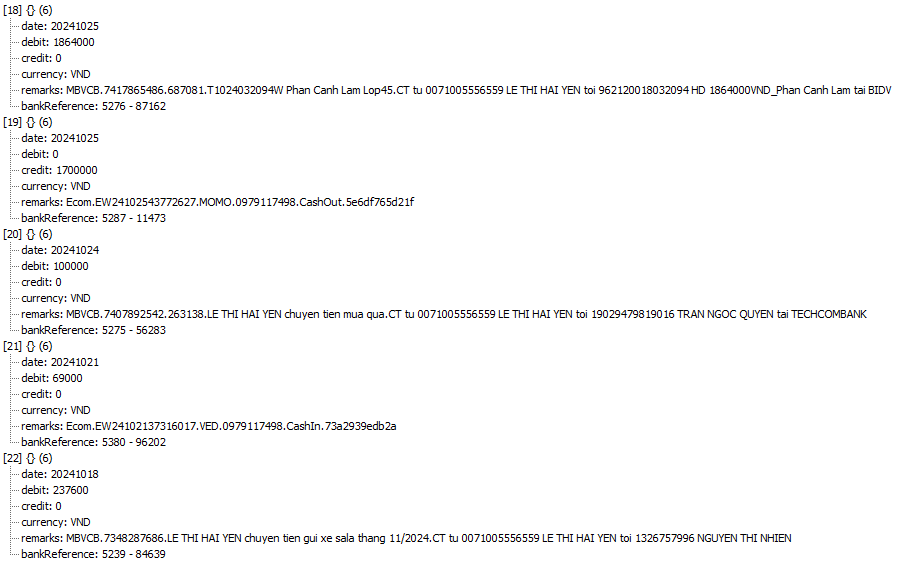 [18] {} (6)
date: 20241025
debit: 1864000
credit: 0
currency: VND
remarks: MBVCB.7417865486.687081.T1024032094W Phan Canh Lam Lop45.CT tu 0071005556559 LE THI HAI YEN toi 962120018032094 HD 1864000VND_Phan Canh Lam tai BIDV
bankReference: 5276 - 87162
[19] {} (6)
date: 20241025
debit: 0
credit: 1700000
currency: VND
remarks: Ecom.EW24102543772627.MOMO.0979117498.CashOut.5e6df765d21f
bankReference: 5287 - 11473
[20] {} (6)
date: 20241024
debit: 100000
credit: 0
currency: VND
remarks: MBVCB.7407892542.263138.LE THI HAI YEN chuyen tien mua qua.CT tu 0071005556559 LE THI HAI YEN toi 19029479819016 TRAN NGOC QUYEN tai TECHCOMBANK
bankReference: 5275 - 56283
[21] {} (6)
date: 20241021
debit: 69000
credit: 0
currency: VND
remarks: Ecom.EW24102137316017.VED.0979117498.CashIn.73a2939edb2a
bankReference: 5380 - 96202
[22] {} (6)
date: 20241018
debit: 237600
credit: 0
currency: VND
remarks: MBVCB.7348287686.LE THI HAI YEN chuyen tien gui xe sala thang 11/2024.CT tu 0071005556559 LE THI HAI YEN toi 1326757996 NGUYEN THI NHIEN
bankReference: 5239 - 84639